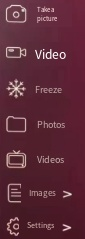 Take a
picture
Video
Freeze
Photos
Videos
Images >
Settings >